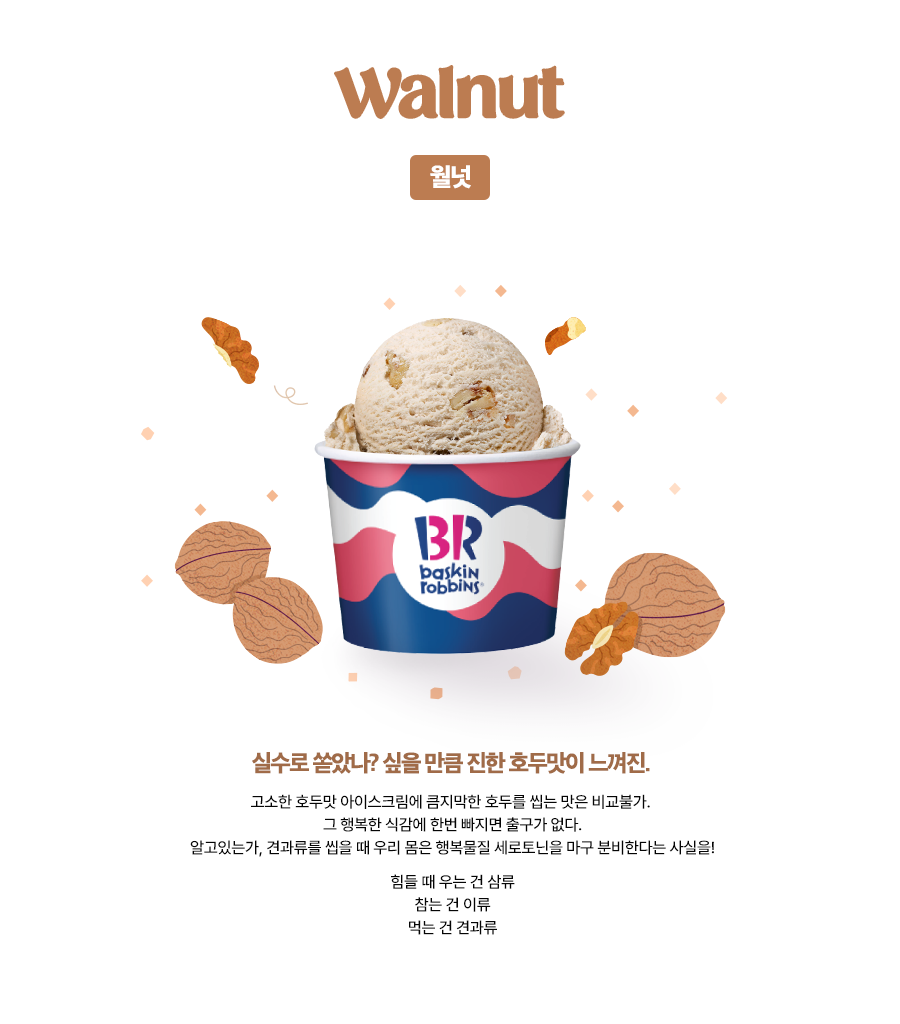 Walnut
월넛
BR
baskin
robbins®
실수로 쏟았나? 싶을 만큼 진한 호두맛이 느껴진.
고소한 호두맛 아이스크림에 큼지막한 호두를 씹는 맛은 비교불가.
그 행복한 식감에 한번 빠지면 출구가 없다.
알고있는가, 견과류를 씹을 때 우리 몸은 행복물질 세로토닌을 마구 분비한다는 사실을!
힘들 때 우는 건 삼류
참는 건 이류
먹는 건 견과류